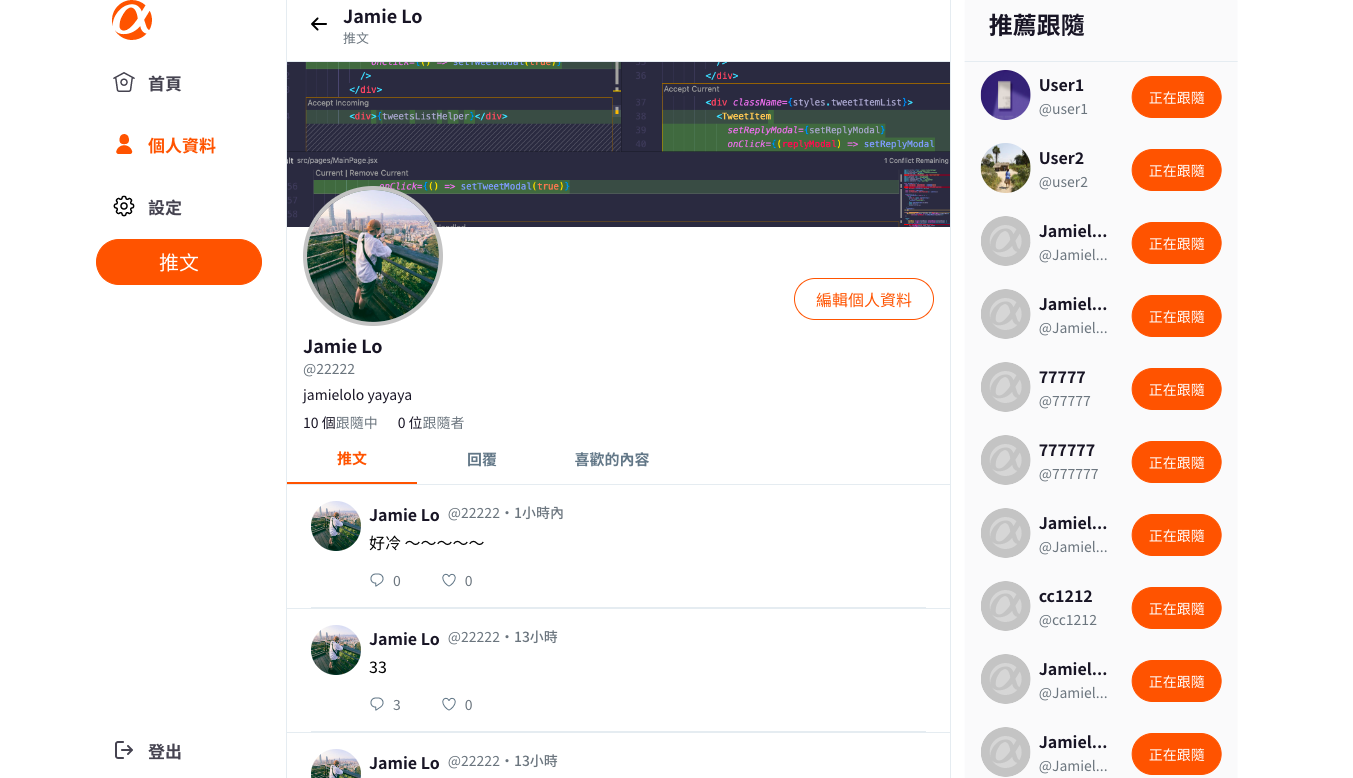 首頁
個人資料
設定
推文
登出
Jamie Lo
推文
onClick={() => setTweetModal(true)}
/>
</div>
Accept Incoming
<div>{tweetsListHelper}</div>
36 </div>
Accept Current
37 <div className={styles.tweetItemList}>
38 <TweetItem
39 setReplyModal={setReplyModal}
40 onClick={(replymodal) => setReplyModal
src/pages/MainPage.jsx
1 Conflict Remaining
Current | Remove Current
56 onClick={() => setTweetModal(true)}
57
58
編輯個人資料
Jamie Lo
@22222
jamielolo yayaya
10 個跟隨中 0 位跟隨者
推文 回覆 喜歡的內容
Jamie Lo @22222・1小時內
好冷 ～～～～～
0 0
Jamie Lo @22222・13小時
33
3 0
Jamie Lo @22222・13小時
推薦跟隨
User1
@user1
正在跟隨
User2
@user2
正在跟隨
Jamiel...
@Jamiel...
正在跟隨
Jamiel...
@Jamiel...
正在跟隨
77777
@77777
正在跟隨
777777
@777777
正在跟隨
Jamiel...
@Jamiel...
正在跟隨
cc1212
@cc1212
正在跟隨
Jamiel...
@Jamiel...
正在跟隨
Jamiel...
@Jamiel...
正在跟隨